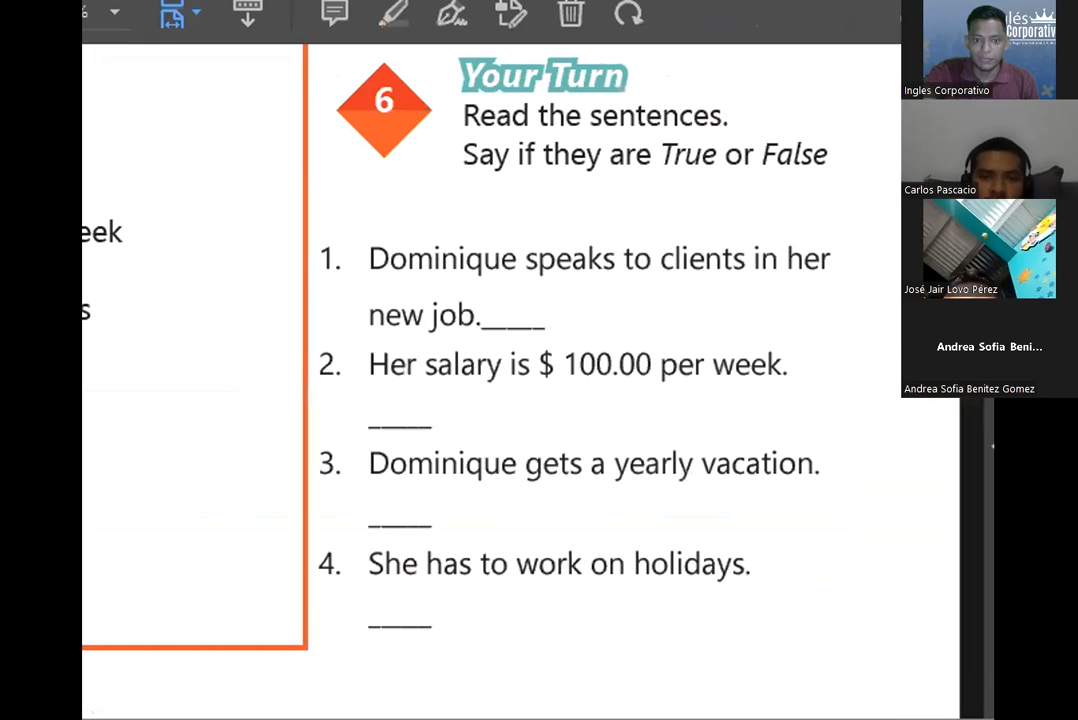 %
6
Your Turn
Read the sentences.
Say if they are True or False
eek
s
1. Dominique speaks to clients in her
new job._____
2. Her salary is $ 100.00 per week.
_____
3. Dominique gets a yearly vacation.
_____
4. She has to work on holidays.
_____
Corporativ
Ingles Corporativo
Carlos Pascacio
José Jair Lovo Pérez
Andrea Sofia Beni...
Andrea Sofia Benitez Gomez